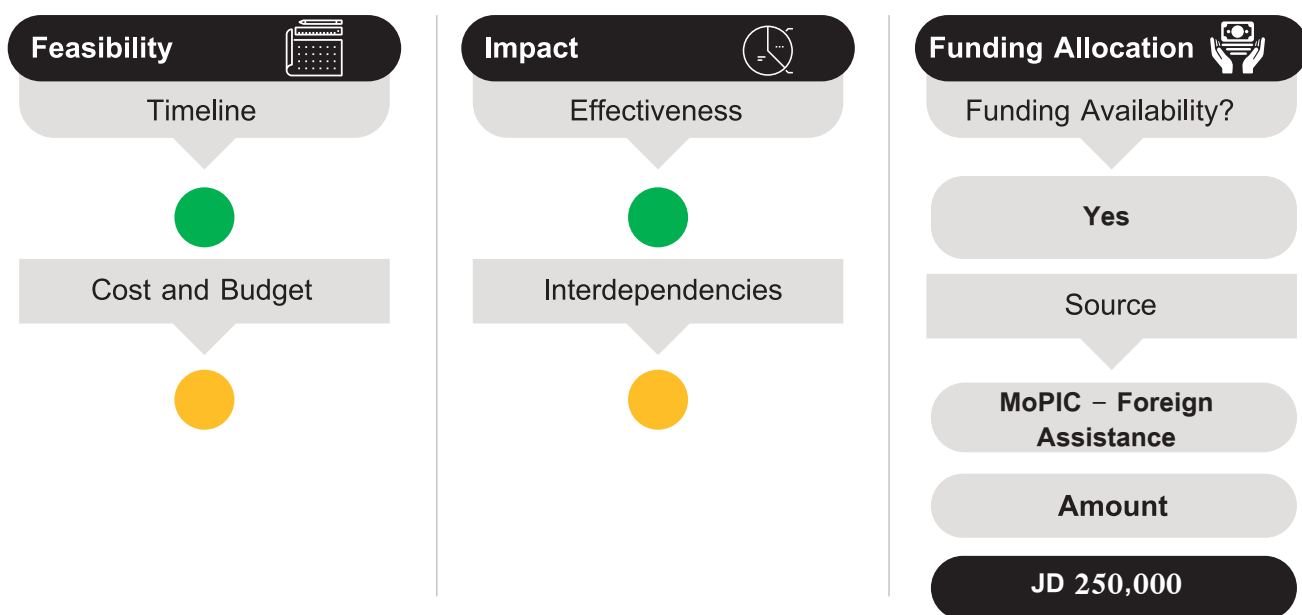 Feasibility
Timeline
Cost and Budget
Impact
Effectiveness
Interdependencies
Funding Allocation
Funding Availability?
Yes
Source
MoPIC – Foreign
Assistance
Amount
JD 250,000